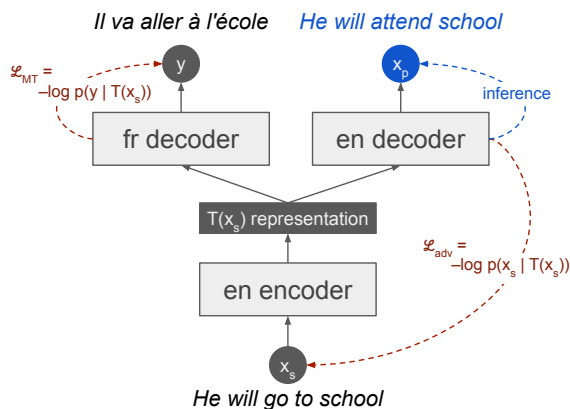 Il va aller à l'école
He will attend school
ℒMT =
–log p(y | T(xs))
y
xp
inference
fr decoder
en decoder
T(xs) representation
ℒadv =
–log p(xs | T(xs))
en encoder
xs
He will go to school